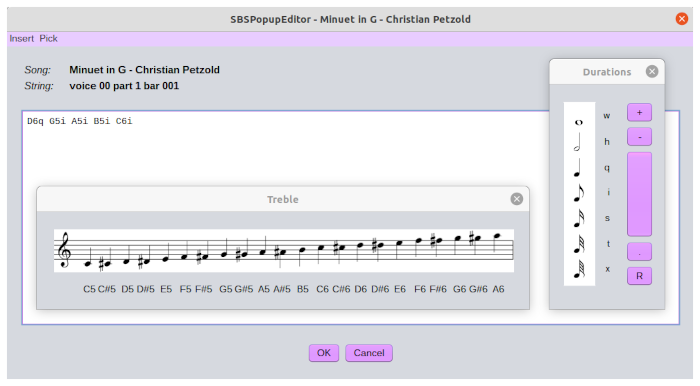 SBSPopupEditor - Minuet in G - Christian Petzold
Insert Pick
Song: Minuet in G - Christian Petzold
String: voice 00 part 1 bar 001
D6q G5i A5i B5i C6i
Treble
C5 C#5 D5 D#5 E5 F5 F#5 G5 G#5 A5 A#5 B5 C6 C#6 D6 D#6 E6 F6 F#6 G6 G#6 A6
Durations
w
h
q
i
s
t
x
+
-
.
R
OK Cancel